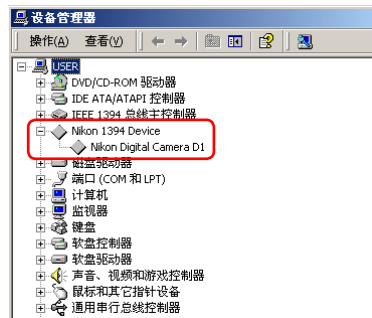 设备管理器
操作(A) 查看(V)
USER
DVD/CD-ROM 驱动器
IDE ATA/ATAPI 控制器
IEEE 1394 总线主控制器
Nikon 1394 Device
Nikon Digital Camera D1
磁盘驱动器
端口 (COM 和 LPT)
计算机
监视器
键盘
软盘控制器
软盘驱动器
声音、视频和游戏控制器
鼠标和其它指针设备
通用串行总线控制器